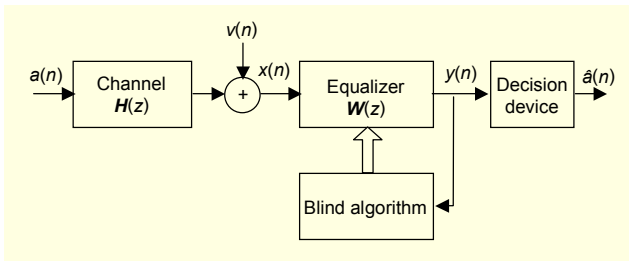 v(n)
a(n)
Channel
H(z)
+
x(n)
Equalizer
W(z)
y(n)
Decision
device
â(n)
Blind algorithm